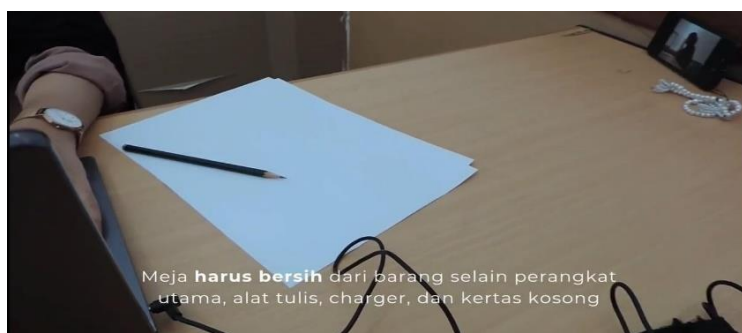 Meja harus bersih dari barang selain perangkat
utama, alat tulis, charger, dan kertas kosong